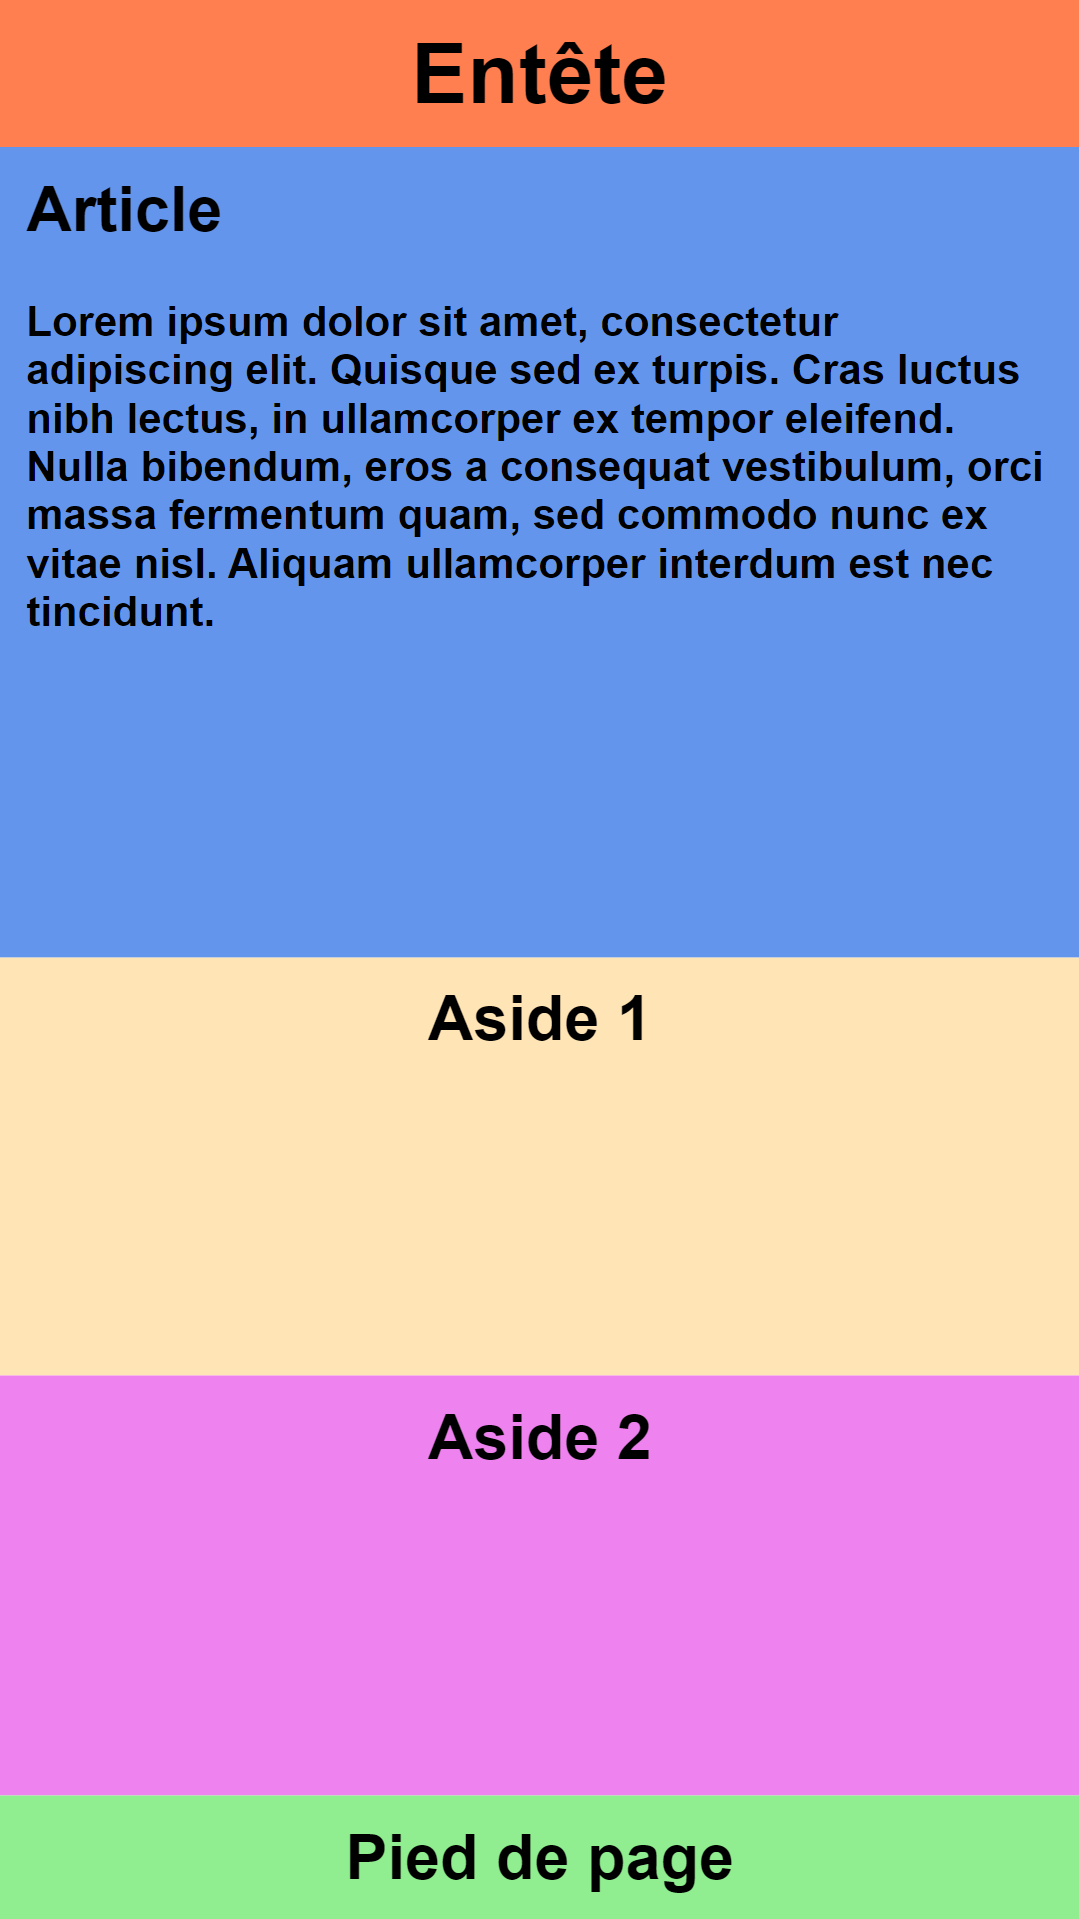 Entête
Article
Lorem ipsum dolor sit amet, consectetur
adipiscing elit. Quisque sed ex turpis. Cras luctus
nibh lectus, in ullamcorper ex tempor eleifend.
Nulla bibendum, eros a consequat vestibulum, orci
massa fermentum quam, sed commodo nunc ex
vitae nisl. Aliquam ullamcorper interdum est nec
tincidunt.
Aside 1
Aside 2
Pied de page